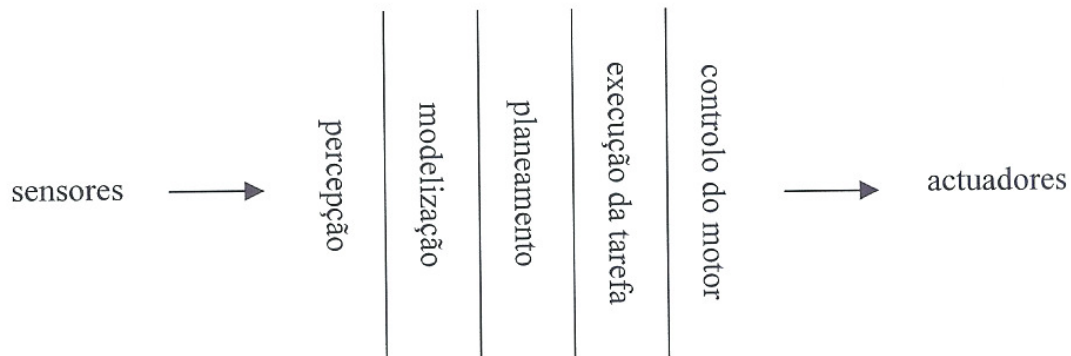 sensores
percepção
modelização
planeamento
execução da tarefa
controlo do motor
actuadores